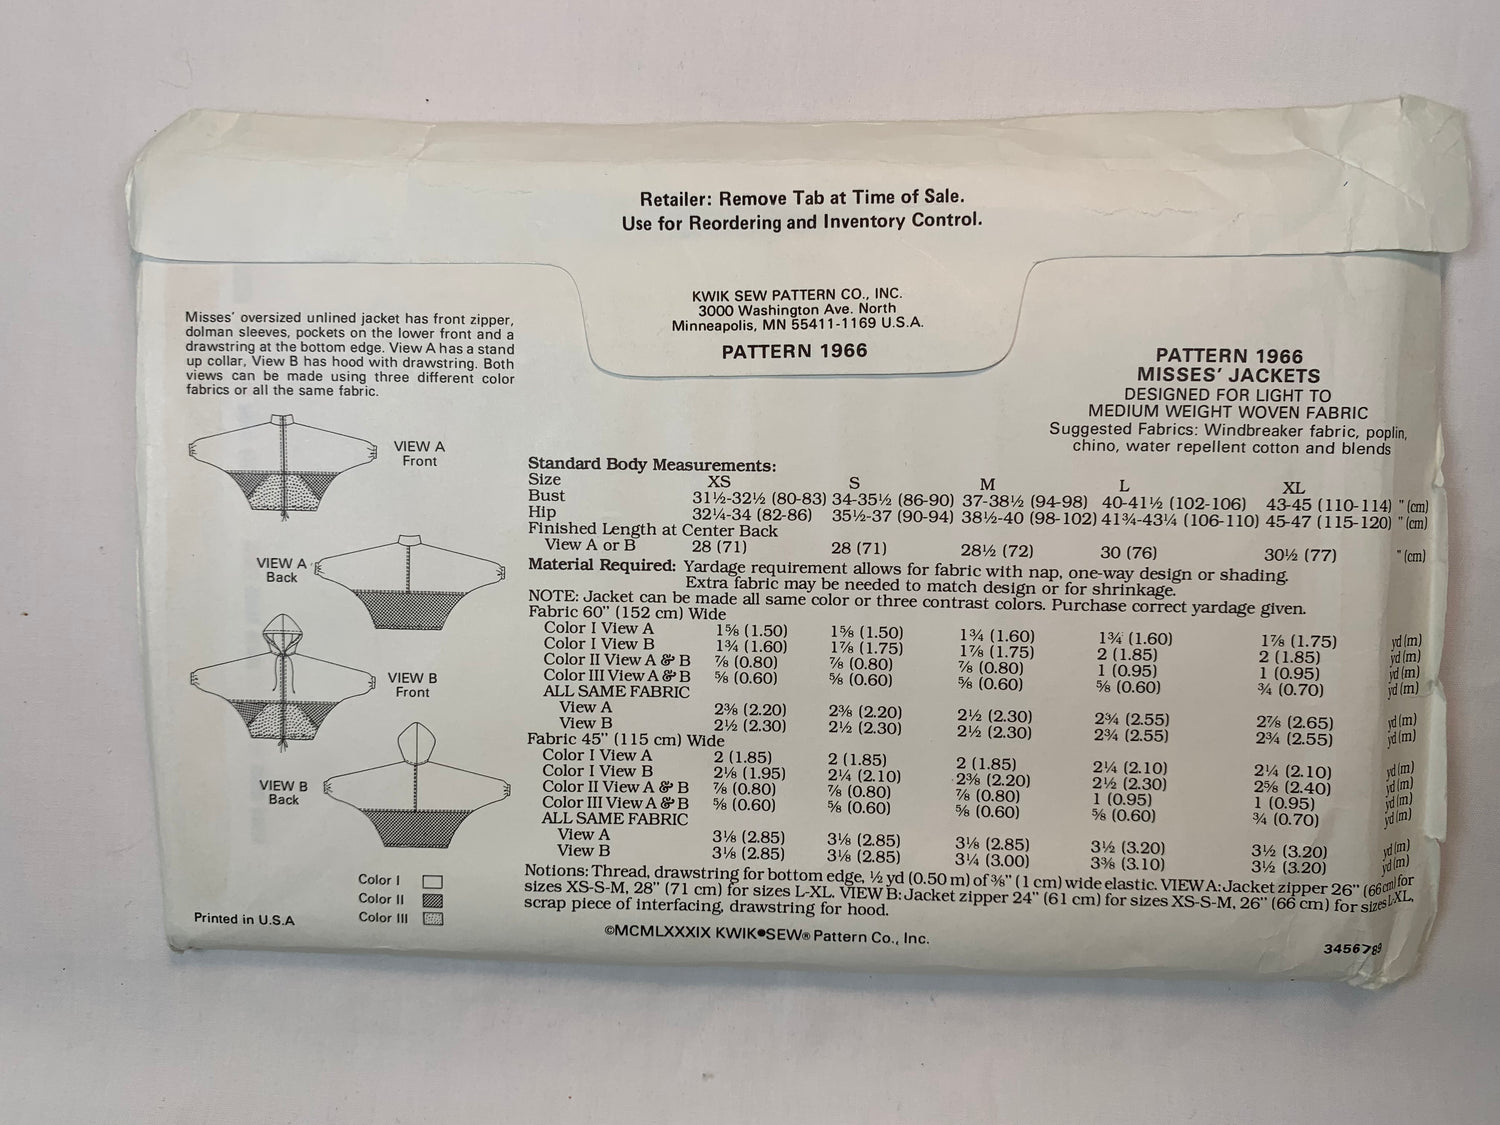 Retailer: Remove Tab at Time of Sale.
Use for Reordering and Inventory Control.
KWIK SEW PATTERN CO., INC.
3000 Washington Ave. North
Minneapolis, MN 55411-1169 U.S.A.
PATTERN 1966
Misses' oversized unlined jacket has front zipper,
dolman sleeves, pockets on the lower front and a
drawstring at the bottom edge. View A has a stand
up collar, View B has hood with drawstring. Both
views can be made using three different color
fabrics or all the same fabric.
VIEW A
Front
VIEW A
Back
VIEW B
Front
VIEW B
Back
Color I
Color II
Color III
Printed in U.S.A
PATTERN 1966
MISSES' JACKETS
DESIGNED FOR LIGHT TO
MEDIUM WEIGHT WOVEN FABRIC
Suggested Fabrics: Windbreaker fabric, poplin,
chino, water repellent cotton and blends
Standard Body Measurements:
Size XS S M L XL
Bust 31½-32½ (80-83) 34-35½ (86-90) 37-38½ (94-98) 40-41½ (102-106) 43-45 (110-114) " (cm)
Hip 32¼-34 (82-86) 35½-37 (90-94) 38½-40 (98-102) 41¾-43¼ (106-110) 45-47 (115-120) " (cm)
Finished Length at Center Back
View A or B 28 (71) 28 (71) 28½ (72) 30 (76) 30½ (77) " (cm)
Material Required: Yardage requirement allows for fabric with nap, one-way design or shading.
Extra fabric may be needed to match design or for shrinkage.
NOTE: Jacket can be made all same color or three contrast colors. Purchase correct yardage given.
Fabric 60" (152 cm) Wide
Color I View A 1⅝ (1.50) 1⅝ (1.50) 1¾ (1.60) 1¾ (1.60) 1⅞ (1.75) yd (m)
Color I View B 1¾ (1.60) 1⅞ (1.75) 1⅞ (1.75) 2 (1.85) 2 (1.85) yd (m)
Color II View A & B ⅞ (0.80) ⅞ (0.80) ⅞ (0.80) 1 (0.95) 1 (0.95) yd (m)
Color III View A & B ⅝ (0.60) ⅝ (0.60) ⅝ (0.60) ⅝ (0.60) ¾ (0.70) yd (m)
ALL SAME FABRIC
View A 2⅜ (2.20) 2⅜ (2.20) 2½ (2.30) 2¾ (2.55) 2⅞ (2.65) yd (m)
View B 2½ (2.30) 2½ (2.30) 2½ (2.30) 2¾ (2.55) 2¾ (2.55) yd (m)
Fabric 45" (115 cm) Wide
Color I View A 2 (1.85) 2 (1.85) 2 (1.85) 2¼ (2.10) 2¼ (2.10) yd (m)
Color I View B 2⅛ (1.95) 2¼ (2.10) 2⅜ (2.20) 2½ (2.30) 2⅝ (2.40) yd (m)
Color II View A & B ⅞ (0.80) ⅞ (0.80) ⅞ (0.80) 1 (0.95) 1 (0.95) yd (m)
Color III View A & B ⅝ (0.60) ⅝ (0.60) ⅝ (0.60) ⅝ (0.60) ¾ (0.70) yd (m)
ALL SAME FABRIC
View A 3⅛ (2.85) 3⅛ (2.85) 3⅛ (2.85) 3½ (3.20) 3½ (3.20) yd (m)
View B 3⅛ (2.85) 3⅛ (2.85) 3¼ (3.00) 3⅜ (3.10) 3½ (3.20) yd (m)
Notions: Thread, drawstring for bottom edge, ½ yd (0.50 m) of ⅜" (1 cm) wide elastic. VIEW A: Jacket zipper 26" (66 cm) for
sizes XS-S-M, 28" (71 cm) for sizes L-XL. VIEW B: Jacket zipper 24" (61 cm) for sizes XS-S-M, 26" (66 cm) for sizes L-XL,
scrap piece of interfacing, drawstring for hood.
©MCMLXXXIX KWIK•SEW® Pattern Co., Inc.
3456789